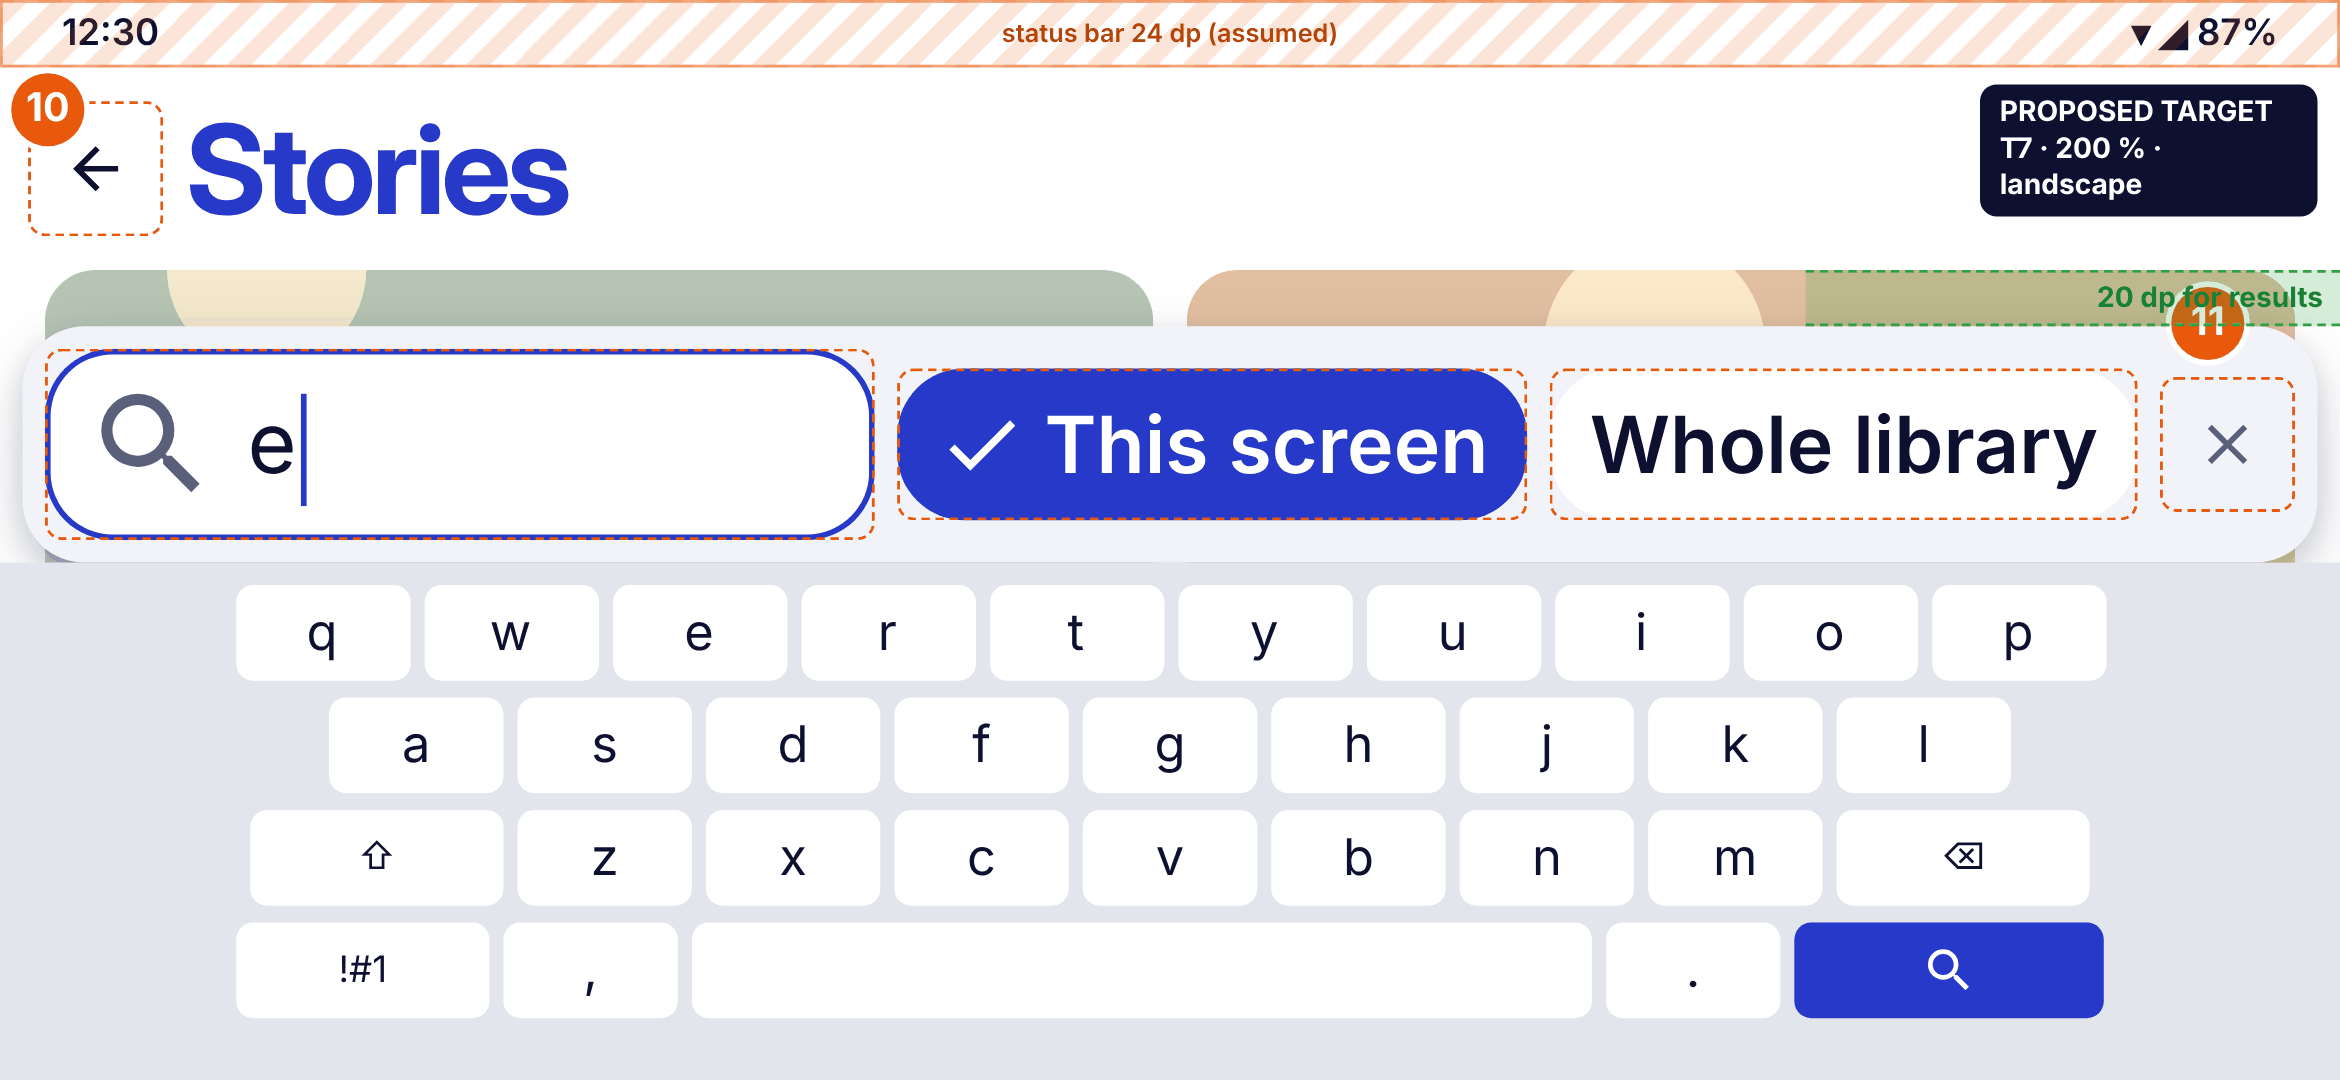 12:30
status bar 24 dp (assumed)
87%
10
Stories
PROPOSED TARGET
T7 · 200 % ·
landscape
20 dp for results
11
e
This screen
Whole library
q w e r t y u i o p
a s d f g h j k l
z x c v b n m
!#1 , .